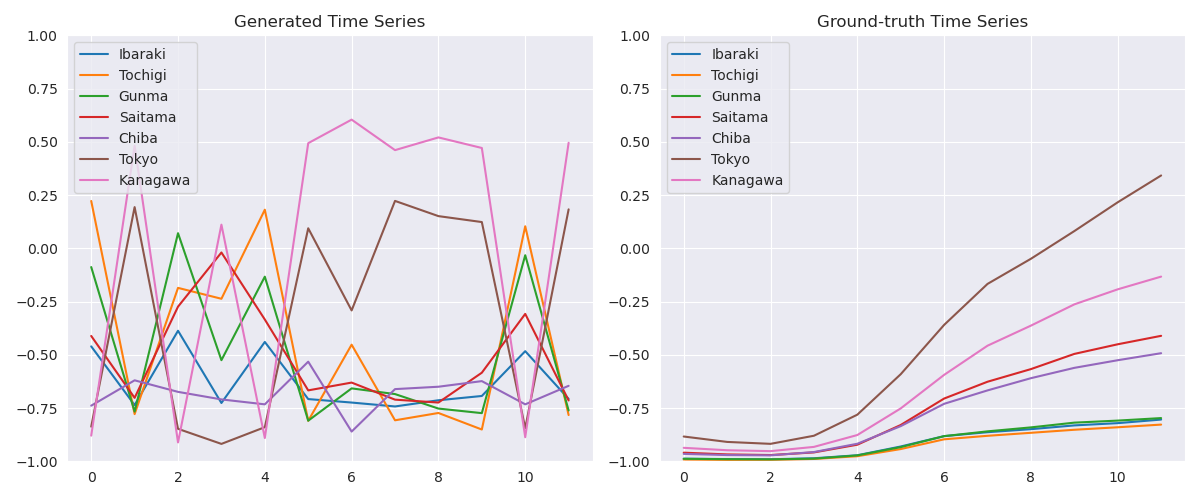 Generated Time Series
1.00
0.75
0.50
0.25
0.00
−0.25
−0.50
−0.75
−1.00
0
2
4
6
8
10
Ibaraki
Tochigi
Gunma
Saitama
Chiba
Tokyo
Kanagawa
Ground-truth Time Series
1.00
0.75
0.50
0.25
0.00
−0.25
−0.50
−0.75
−1.00
0
2
4
6
8
10
Ibaraki
Tochigi
Gunma
Saitama
Chiba
Tokyo
Kanagawa